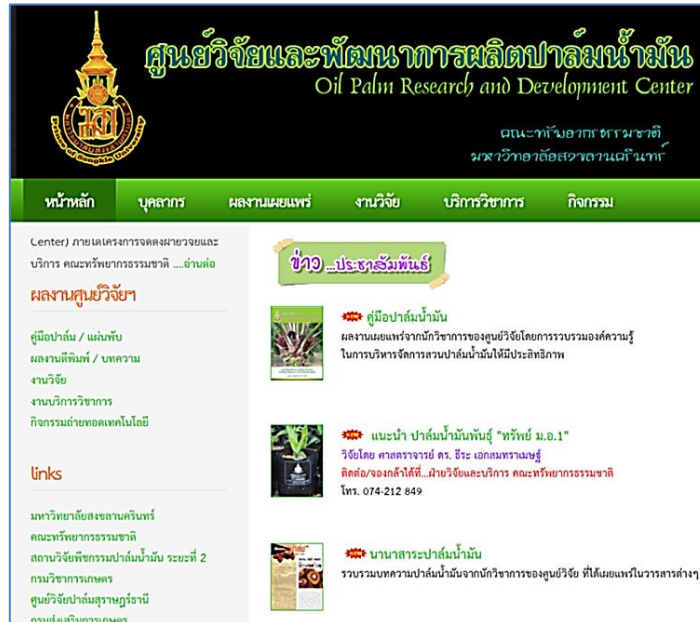 ศูนย์วิจัยและพัฒนาการผลิตปาล์มน้ำมัน
Oil Palm Research and Development Center
คณะทรัพยากรธรรมชาติ
มหาวิทยาลัยสงขลานครินทร์
Prince of Songkla University
หน้าหลัก บุคลากร ผลงานเผยแพร่ งานวิจัย บริการวิชาการ กิจกรรม
Center) ภายใต้โครงการจัดตั้งฝ่ายวิจัยและ
บริการ คณะทรัพยากรธรรมชาติ ....อ่านต่อ
ผลงานศูนย์วิจัยฯ
คู่มือปาล์ม / แผ่นพับ
ผลงานตีพิมพ์ / บทความ
งานวิจัย
งานบริการวิชาการ
กิจกรรมถ่ายทอดเทคโนโลยี
links
มหาวิทยาลัยสงขลานครินทร์
คณะทรัพยากรธรรมชาติ
สถานวิจัยพืชกรรมปาล์มน้ำมัน ระยะที่ 2
กรมวิชาการเกษตร
ศูนย์วิจัยปาล์มสุราษฎร์ธานี
กรมส่งเสริมการเกษตร
ข่าว ...ประชาสัมพันธ์
NEW คู่มือปาล์มน้ำมัน
ผลงานเผยแพร่จากนักวิชาการของศูนย์วิจัยโดยการรวบรวมองค์ความรู้
ในการบริหารจัดการสวนปาล์มน้ำมันให้มีประสิทธิภาพ
NEW แนะนำ ปาล์มน้ำมันพันธุ์ "ทรัพย์ ม.อ.1"
วิจัยโดย ศาสตราจารย์ ดร. ธีระ เอกสมทราเมษฐ์
ติดต่อ/จองกล้าได้ที่...ฝ่ายวิจัยและบริการ คณะทรัพยากรธรรมชาติ
โทร. 074-212 849
NEW นานาสาระปาล์มน้ำมัน
รวบรวมบทความปาล์มน้ำมันจากนักวิชาการของศูนย์วิจัย ที่ได้เผยแพร่ในวารสารต่างๆ